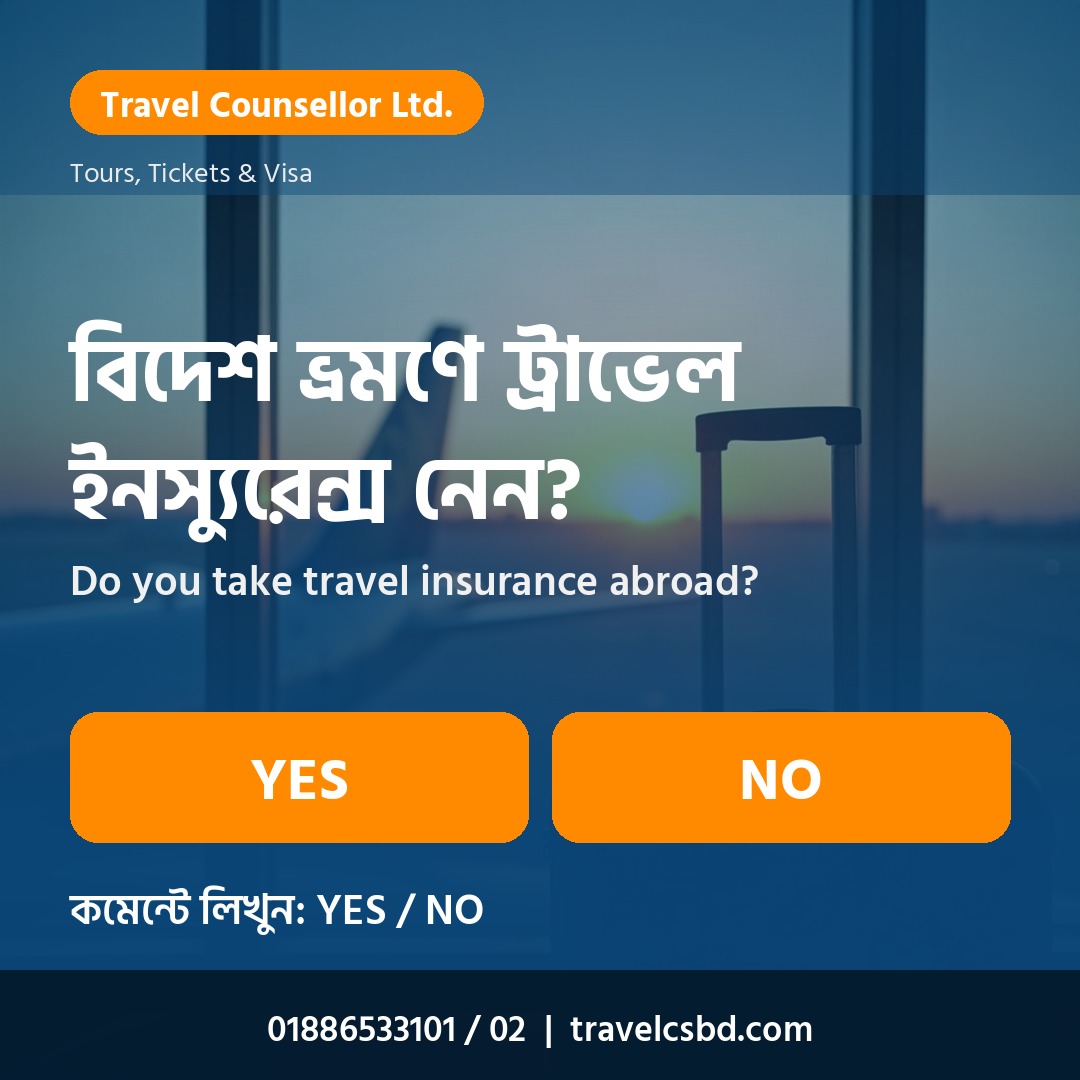 Travel Counsellor Ltd.
Tours, Tickets & Visa
বিদেশ ভ্রমণে ট্রাভেল
ইনস্যুরেন্স নেন?
Do you take travel insurance abroad?
YES
NO
কমেন্টে লিখুন: YES / NO
01886533101 / 02 | travelcsbd.com